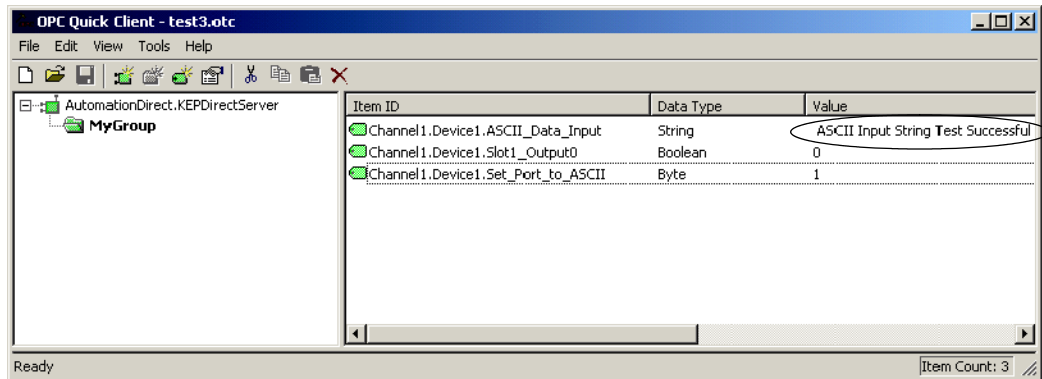 OPC Quick Client - test3.otc
File Edit View Tools Help
AutomationDirect.KEPDirectServer
MyGroup
Item ID Data Type Value
Channel1.Device1.ASCII_Data_Input String ASCII Input String Test Successful
Channel1.Device1.Slot1_Output0 Boolean 0
Channel1.Device1.Set_Port_to_ASCII Byte 1
Ready Item Count: 3